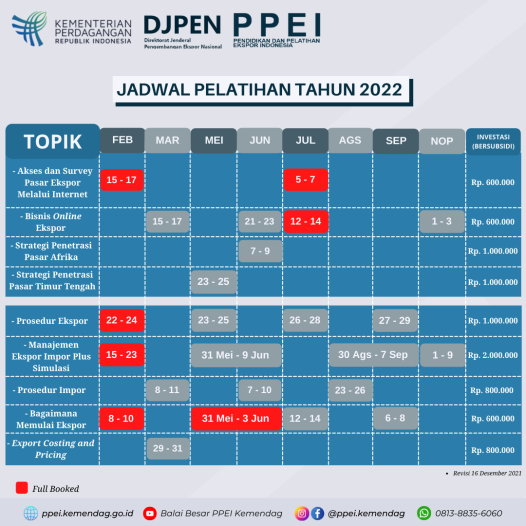 KEMENTERIAN
PERDAGANGAN
REPUBLIK INDONESIA
DJPEN
Direktorat Jenderal
Pengembangan Ekspor Nasional
PPEI
PENDIDIKAN DAN PELATIHAN
EKSPOR INDONESIA
JADWAL PELATIHAN TAHUN 2022
TOPIK FEB MAR MEI JUN JUL AGS SEP NOP INVESTASI
(BERSUBSIDI)
- Akses dan Survey
Pasar Ekspor
Melalui Internet
15 - 17 5 - 7 Rp. 600.000
- Bisnis Online
Ekspor
15 - 17 21 - 23 12 - 14 1 - 3 Rp. 600.000
- Strategi Penetrasi
Pasar Afrika
7 - 9 Rp. 1.000.000
- Strategi Penetrasi
Pasar Timur Tengah
23 - 25 Rp. 1.000.000
- Prosedur Ekspor 22 - 24 23 - 25 26 - 28 27 - 29 Rp. 1.000.000
- Manajemen
Ekspor Impor Plus
Simulasi
15 - 23 31 Mei - 9 Jun 30 Ags - 7 Sep 1 - 9 Rp. 2.000.000
- Prosedur Impor 8 - 11 7 - 10 23 - 26 Rp. 800.000
- Bagaimana
Memulai Ekspor
8 - 10 31 Mei - 3 Jun 12 - 14 6 - 8 Rp. 600.000
- Export Costing and
Pricing
29 - 31 Rp. 800.000
• Revisi 16 Desember 2021
Full Booked
ppei.kemendag.go.id Balai Besar PPEI Kemendag @ppei.kemendag 0813-8835-6060